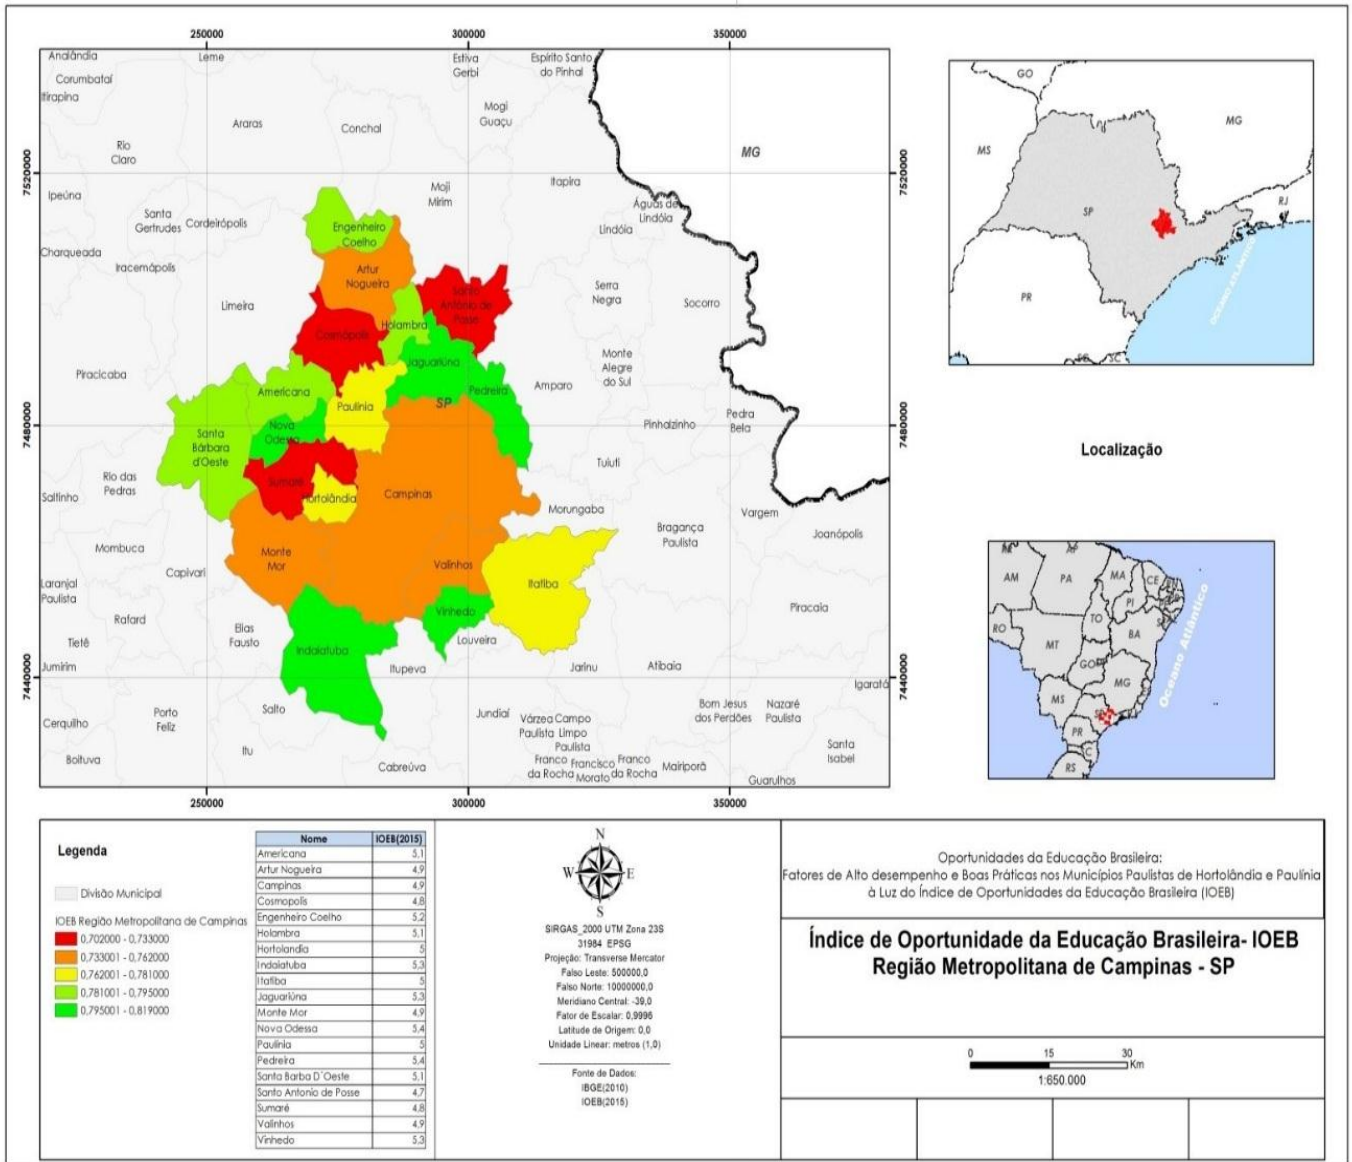 250000
300000
350000
Analândia
Leme
Estiva
Gerbi
Espírito Santo
do Pinhal
Corumbataí
Itirapina
Araras
Conchal
Mogi
Guaçu
Rio
Claro
MG
7520000
7520000
Ipeúna
Moji
Mirim
Itapira
Santa
Gertrudes
Cordeirópolis
Águas de
Lindóia
Lindóia
Engenheiro
Coelho
Charqueada
Iracemápolis
Artur
Nogueira
Limeira
Santo
Antônio de
Posse
Serra
Negra
Socorro
Cosmópolis
Holambra
Jaguariúna
Monte
Alegre
do Sul
Piracicaba
Americana
Pedreira
Amparo
Paulínia
SP
Pedra
Bela
Pinhalzinho
7480000
7480000
Nova
Odessa
Santa
Bárbara
d'Oeste
Tuiuti
Rio das
Pedras
Saltinho
Sumaré
Hortolândia
Campinas
Morungaba
Vargem
Bragança
Paulista
Joanópolis
Mombuca
Monte
Mor
Capivari
Valinhos
Itatiba
Laranjal
Paulista
Rafard
Vinhedo
Piracaia
Elias
Fausto
Tietê
Louveira
Indaiatuba
Jumirim
Itupeva
Jarinu
Atibaia
7440000
7440000
Igaratá
Salto
Cerquilho
Porto
Feliz
Jundiaí
Várzea
Paulista
Campo
Limpo
Paulista
Bom Jesus
dos Perdões
Nazaré
Paulista
Itu
Boituva
Cabreúva
Franco
da Rocha
Francisco
Morato
Franco
da Rocha
Mairiporã
Santa
Isabel
Guarulhos
250000
300000
350000
GO
MG
MS
SP
RJ
PR
SC
OCEANO ATLÂNTICO
Localização
AM
PA
AP
MA
CE
PI
TO
RO
MT
BA
GO
MG
MS
PR
RS
Oceano Atlântico
Legenda
Divisão Municipal
IOEB Região Metropolitana de Campinas
0,702000 - 0,733000
0,733001 - 0,762000
0,762001 - 0,781000
0,781001 - 0,795000
0,795001 - 0,819000
Nome IOEB(2015)
Americana 5,1
Artur Nogueira 4,9
Campinas 4,9
Cosmopolis 4,8
Engenheiro Coelho 5,2
Holambra 5,1
Hortolandia 5
Indaiatuba 5,3
Itatiba 5
Jaguariúna 5,3
Monte Mor 4,9
Nova Odessa 5,4
Paulinia 5
Pedreira 5,4
Santa Barba D´Oeste 5,1
Santo Antonio de Posse 4,7
Sumaré 4,8
Valinhos 4,9
Vinhedo 5,3
N
W E
S
SIRGAS_2000 UTM Zona 23S
31984 EPSG
Projeção: Transverse Mercator
Falso Leste: 500000,0
Falso Norte: 10000000,0
Meridiano Central: -39,0
Fator de Escalar: 0,9996
Latitude de Origem: 0,0
Unidade Linear: metros (1,0)
Fonte de Dados:
IBGE(2010)
IOEB(2015)
Oportunidades da Educação Brasileira:
Fatores de Alto desempenho e Boas Práticas nos Municípios Paulistas de Hortolândia e Paulínia
à Luz do Índice de Oportunidades da Educação Brasileira (IOEB)
Índice de Oportunidade da Educação Brasileira- IOEB
Região Metropolitana de Campinas - SP
0 15 30
Km
1:650.000